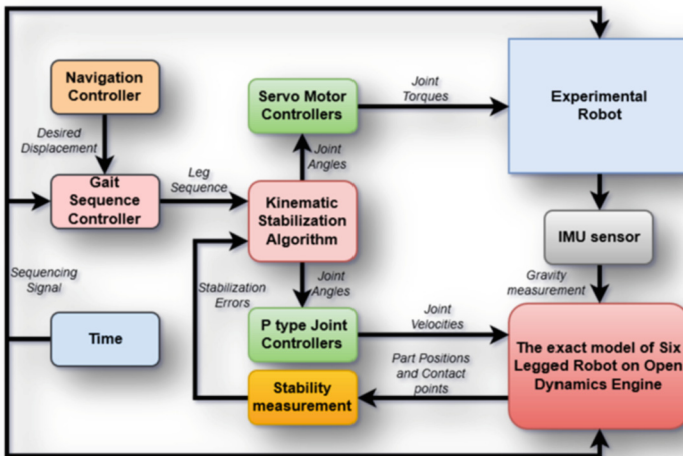 Navigation
Controller
Desired
Displacement
Gait
Sequence
Controller
Leg
Sequence
Sequencing
Signal
Time
Servo Motor
Controllers
Joint
Torques
Experimental
Robot
Joint
Angles
Kinematic
Stabilization
Algorithm
Stabilization
Errors
Joint
Angles
P type Joint
Controllers
Joint
Velocities
Part Positions
and Contact
points
Stability
measurement
IMU sensor
Gravity
measurement
The exact model of Six
Legged Robot on Open
Dynamics Engine